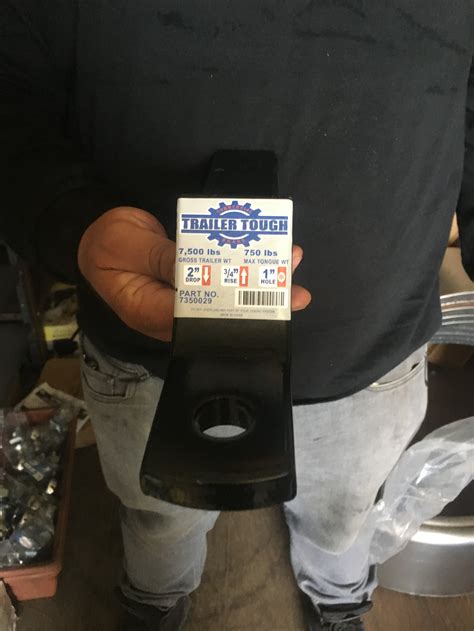 TRAILER TOUGH
7,500 lbs 750 lbs
GROSS TRAILER WT MAX TONGUE WT
2" 3/4" 1"
DROP RISE HOLE
PART NO.
7350029